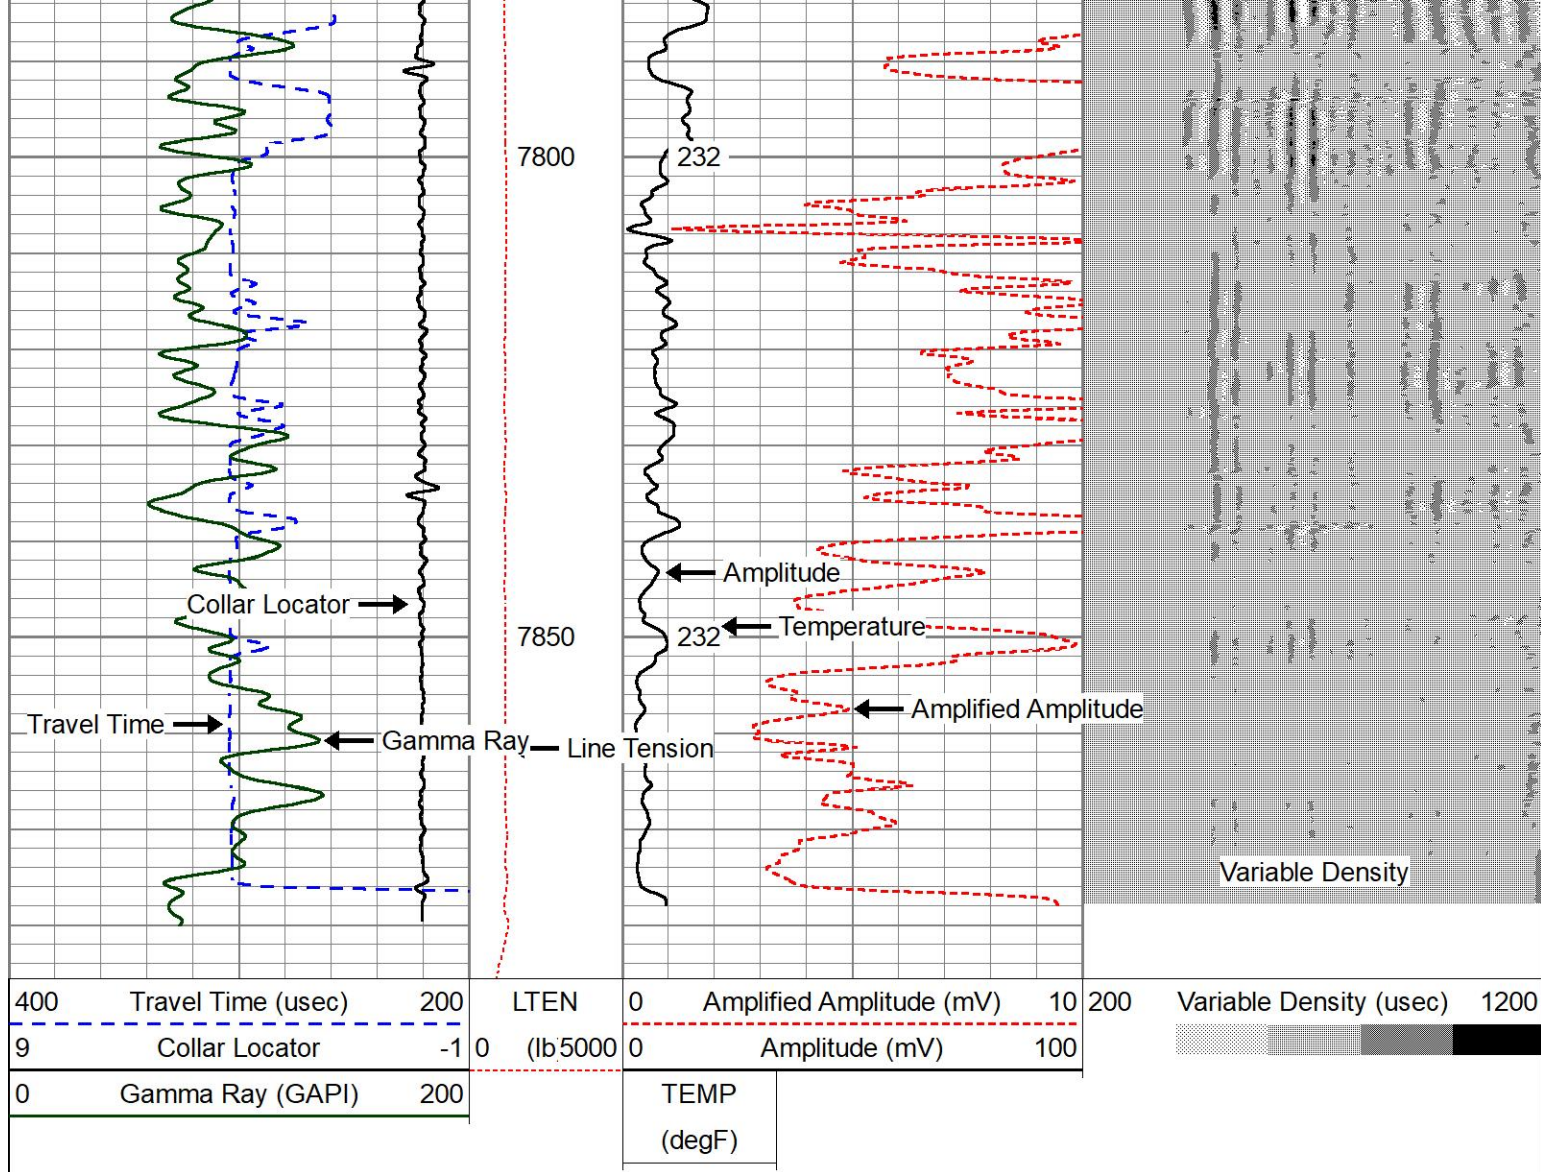 7800
232
Amplitude
Collar Locator
7850
232
Temperature
Travel Time
Amplified Amplitude
Gamma Ray
Line Tension
Variable Density
400 Travel Time (usec) 200 LTEN 0 Amplified Amplitude (mV) 10 200 Variable Density (usec) 1200
9 Collar Locator -1 0 (lb 5000 0 Amplitude (mV) 100
0 Gamma Ray (GAPI) 200 TEMP
(degF)